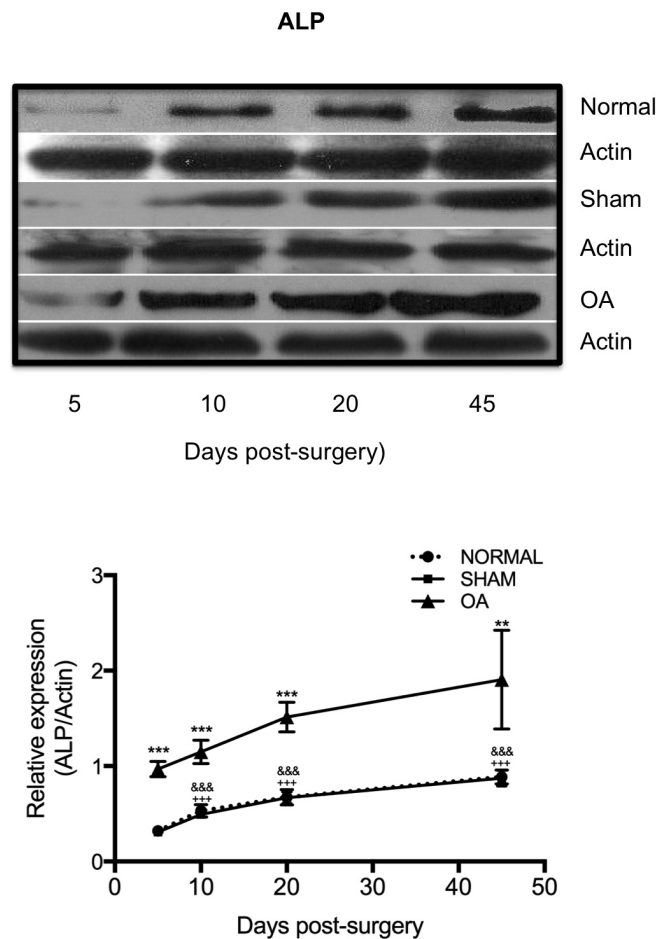 ALP
Normal
Actin
Sham
Actin
OA
Actin
5 10 20 45
Days post-surgery)
NORMAL
SHAM
OA
3
2
1
0
Relative expression
(ALP/Actin)
***
***
***
**
&&&
+++
&&&
+++
&&&
+++
0 10 20 30 40 50
Days post-surgery